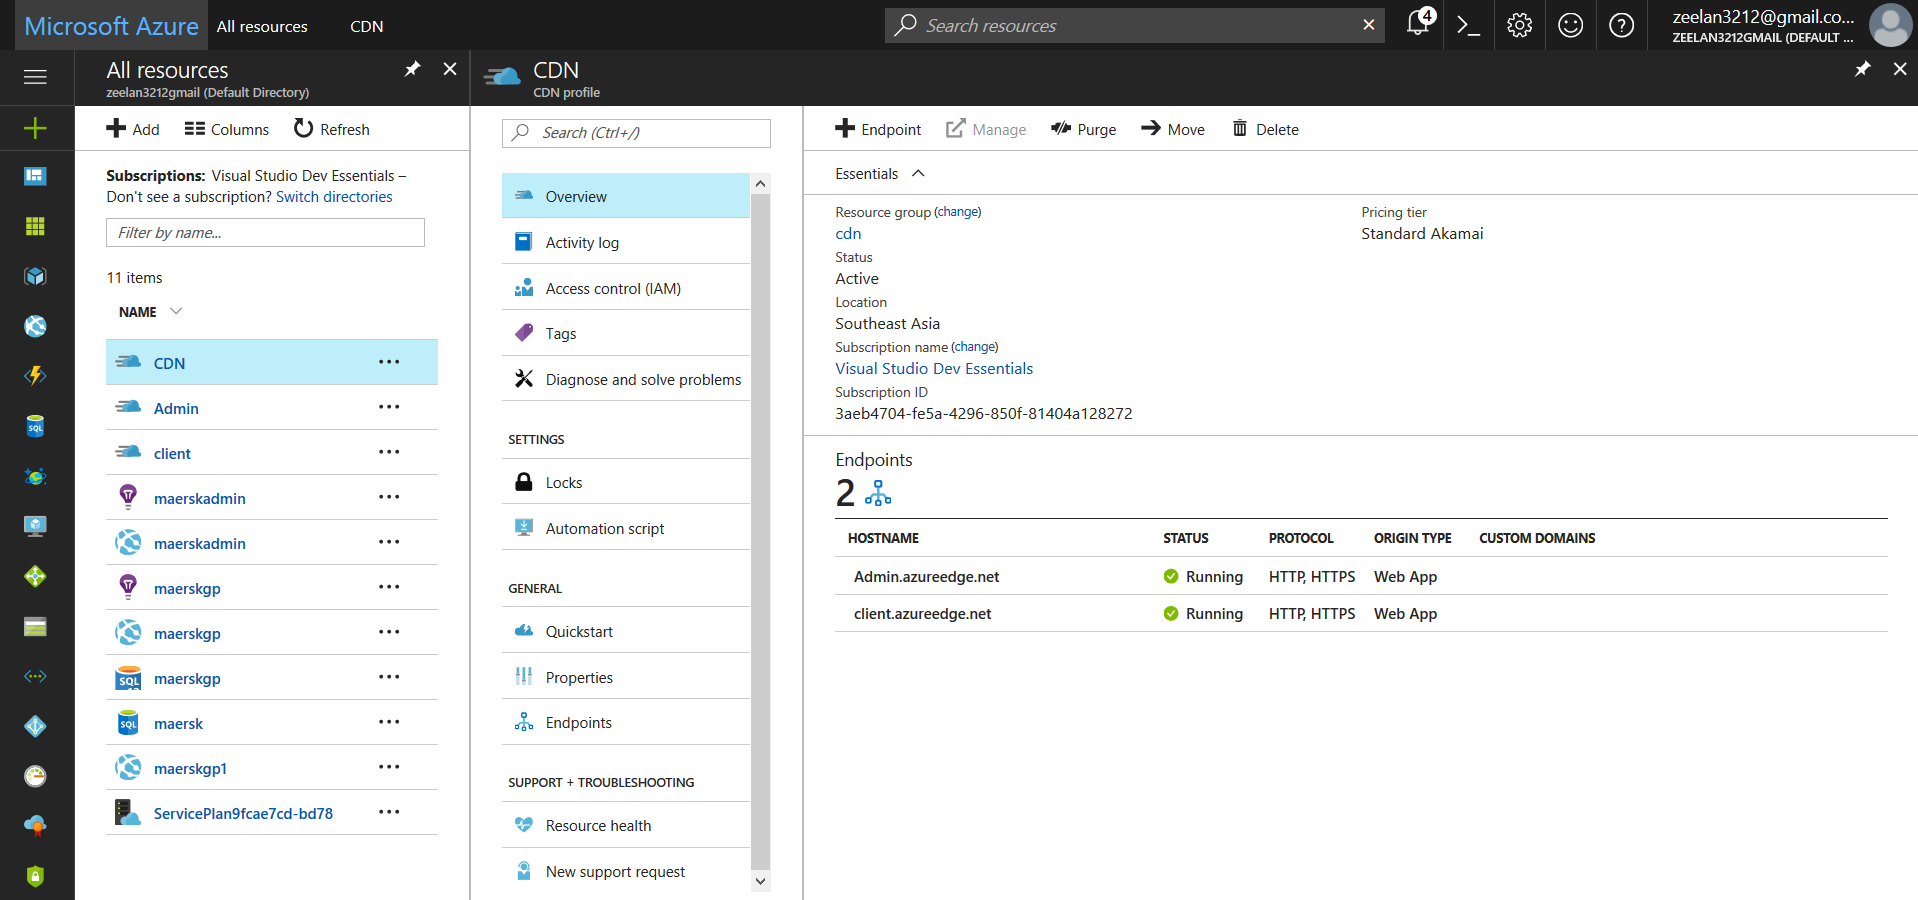 Microsoft Azure
All resources
CDN
Search resources
4
zeelan3212@gmail.co...
ZEELAN3212GMAIL (DEFAULT ...
All resources
zeelan3212gmail (Default Directory)
Add
Columns
Refresh
Subscriptions: Visual Studio Dev Essentials –
Don't see a subscription? Switch directories
Filter by name...
11 items
NAME
CDN
Admin
client
maerskadmin
maerskadmin
maerskgp
maerskgp
SQL
maerskgp
SQL
maersk
maerskgp1
ServicePlan9fcae7cd-bd78
SQL
CDN
CDN profile
Search (Ctrl+/)
Overview
Activity log
Access control (IAM)
Tags
Diagnose and solve problems
SETTINGS
Locks
Automation script
GENERAL
Quickstart
Properties
Endpoints
SUPPORT + TROUBLESHOOTING
Resource health
New support request
Endpoint
Manage
Purge
Move
Delete
Essentials
Resource group (change)
cdn
Status
Active
Location
Southeast Asia
Subscription name (change)
Visual Studio Dev Essentials
Subscription ID
3aeb4704-fe5a-4296-850f-81404a128272
Pricing tier
Standard Akamai
Endpoints
2
HOSTNAME STATUS PROTOCOL ORIGIN TYPE CUSTOM DOMAINS
Admin.azureedge.net Running HTTP, HTTPS Web App
client.azureedge.net Running HTTP, HTTPS Web App